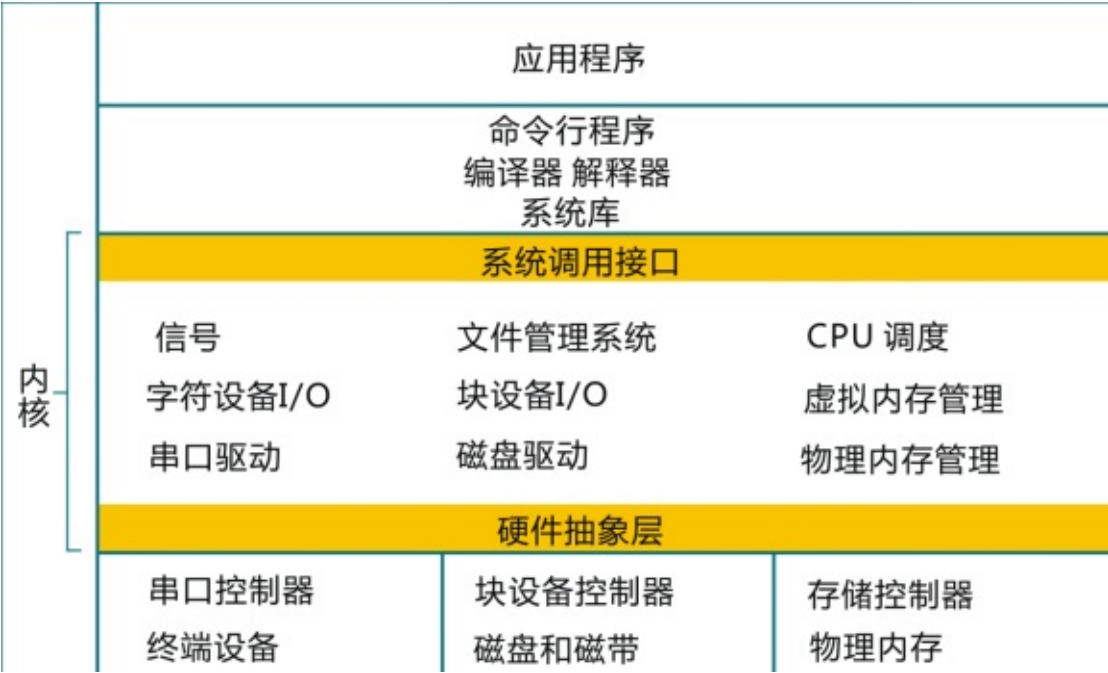 应用程序
命令行程序
编译器 解释器
系统库
系统调用接口
信号 文件管理系统 CPU 调度
字符设备I/O 块设备I/O 虚拟内存管理
串口驱动 磁盘驱动 物理内存管理
内核
硬件抽象层
串口控制器 块设备控制器 存储控制器
终端设备 磁盘和磁带 物理内存